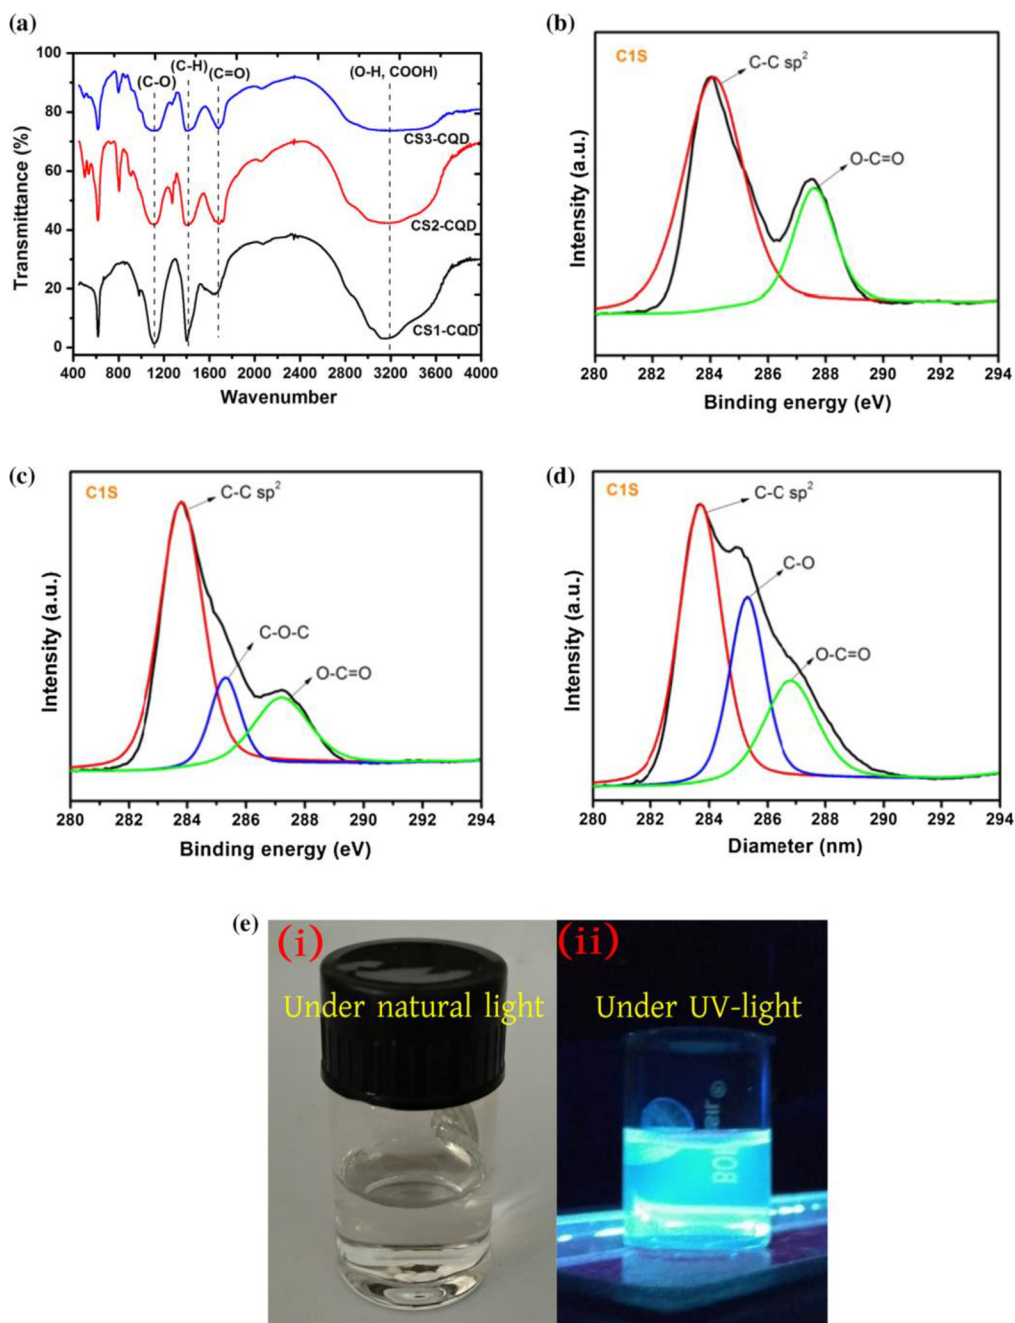 (a)
100
80
60
40
20
0
Transmittance (%)
(C-O)
(C-H)
(C=O)
(O-H, COOH)
CS3-CQD
CS2-CQD
CS1-CQD
400 1200 1600 2000 2400 2800 3200 3600 4000
Wavenumber
(b)
C1S
C-C sp²
O-C=O
Intensity (a.u.)
280 282 284 286 288 290 292 294
Binding energy (eV)
(c)
C1S
C-C sp²
C-O-C
O-C=O
Intensity (a.u.)
280 282 284 286 288 290 292 294
Binding energy (eV)
(d)
C1S
C-C sp²
C-O
O-C=O
Intensity (a.u.)
280 282 284 286 288 290 292 294
Diameter (nm)
(e)
(i)
Under natural light
(ii)
Under UV-light